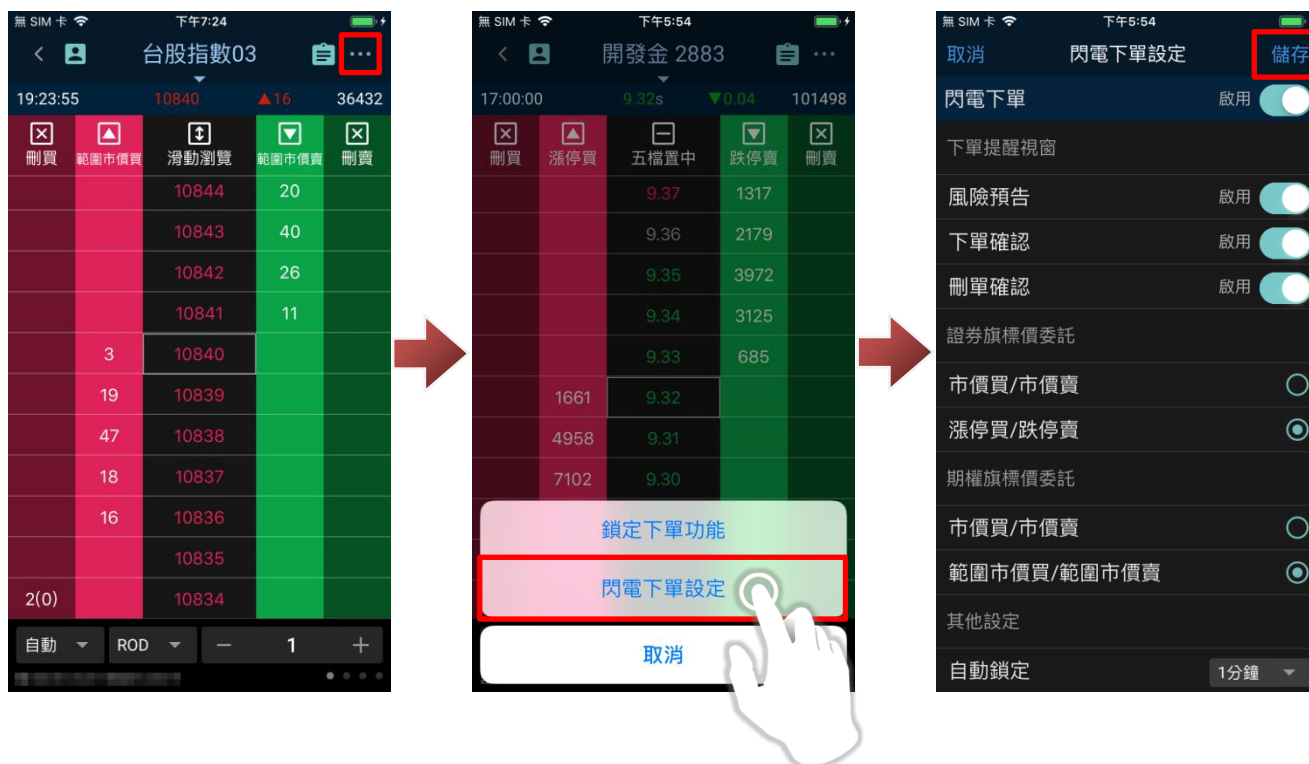 無 SIM 卡 下午7:24
台股指數03
19:23:55 10840 ▲16 36432
刪買 範圍市價買 滑動瀏覽 範圍市價賣 刪賣
10844 20
10843 40
10842 26
10841 11
3 10840
19 10839
47 10838
18 10837
16 10836
10835
2(0) 10834
自動 ROD − 1 +
無 SIM 卡 下午5:54
開發金 2883
17:00:00 9.32s ▼0.04 101498
刪買 漲停買 五檔置中 跌停賣 刪賣
9.37 1317
9.36 2179
9.35 3972
9.34 3125
9.33 685
1661 9.32
4958 9.31
7102 9.30
鎖定下單功能
閃電下單設定
取消
無 SIM 卡 下午5:54
取消 閃電下單設定 儲存
閃電下單 啟用
下單提醒視窗
風險預告 啟用
下單確認 啟用
刪單確認 啟用
證券旗標價委託
市價買/市價賣
漲停買/跌停賣
期權旗標價委託
市價買/市價賣
範圍市價買/範圍市價賣
其他設定
自動鎖定 1分鐘